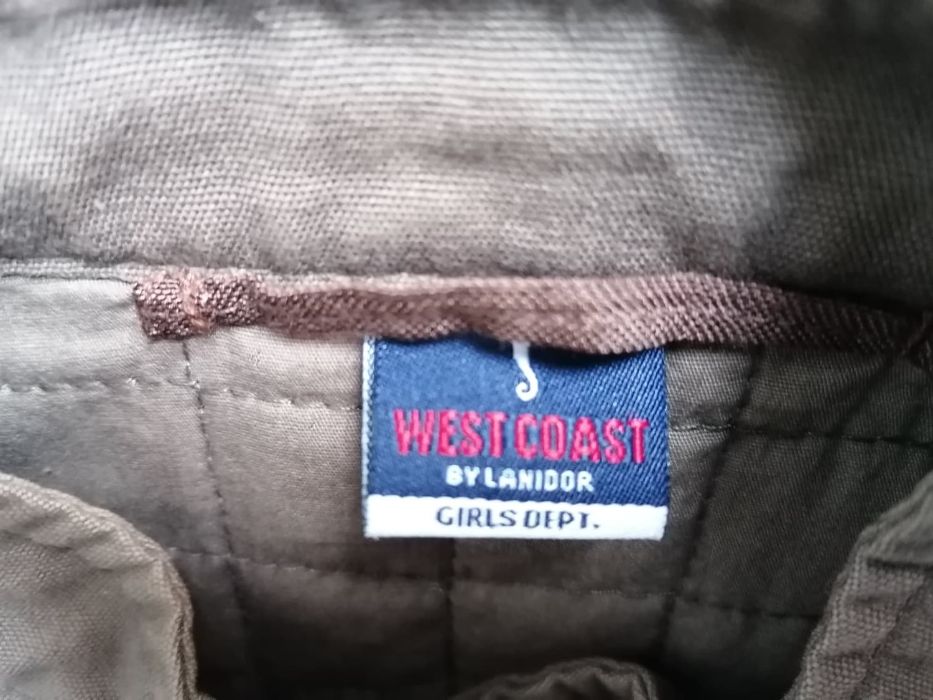 WEST COAST
BY LANIDOR
GIRLS DEPT.